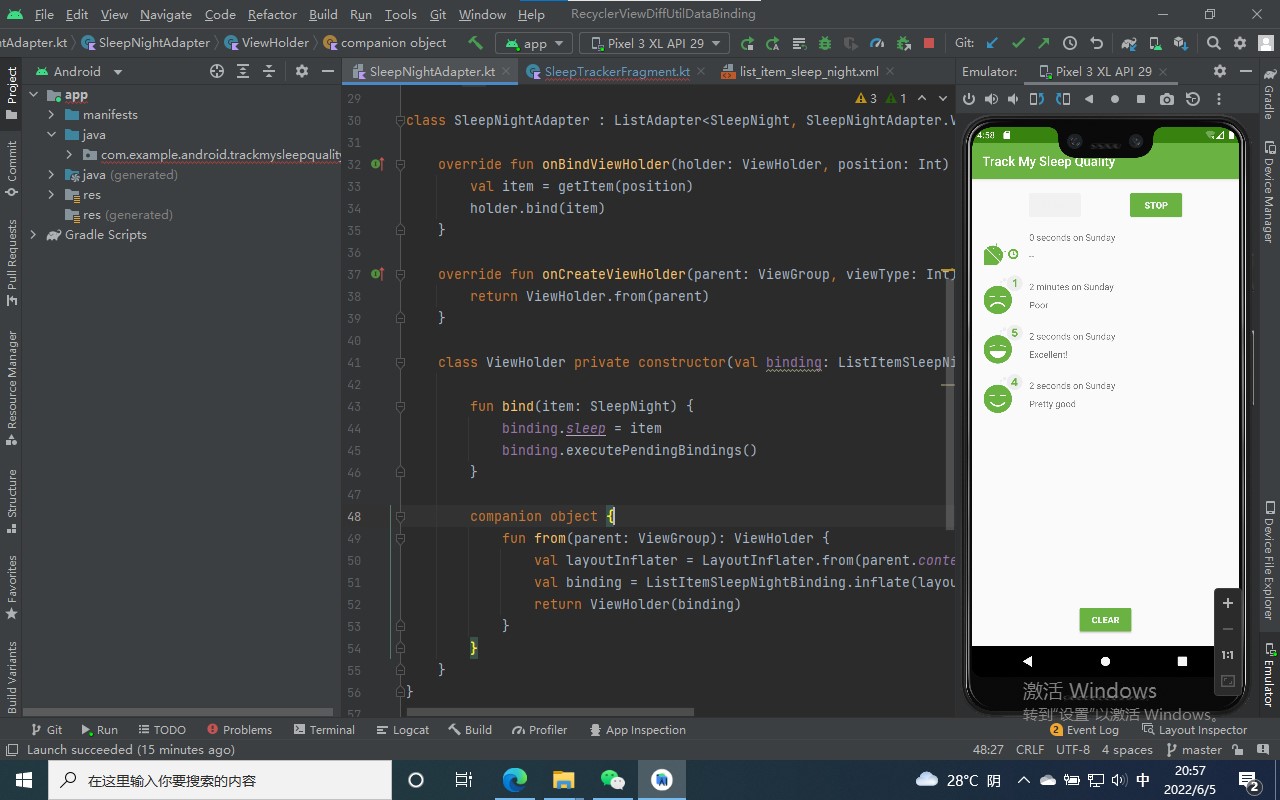 File Edit View Navigate Code Refactor Build Run Tools Git Window Help RecyclerViewDiffUtilDataBinding
ntAdapter.kt SleepNightAdapter ViewHolder companion object app Pixel 3 XL API 29 Git:
Android
SleepNightAdapter.kt SleepTrackerFragment.kt list_item_sleep_night.xml
Emulator: Pixel 3 XL API 29
app
manifests
java
com.example.android.trackmysleepquality
java (generated)
res
res (generated)
Gradle Scripts
Project
Commit
Pull Requests
Resource Manager
Structure
Favorites
Build Variants
3 1
29
30 class SleepNightAdapter : ListAdapter<SleepNight, SleepNightAdapter.V
31
32 override fun onBindViewHolder(holder: ViewHolder, position: Int)
33 val item = getItem(position)
34 holder.bind(item)
35 }
36
37 override fun onCreateViewHolder(parent: ViewGroup, viewType: Int)
38 return ViewHolder.from(parent)
39 }
40
41 class ViewHolder private constructor(val binding: ListItemSleepNi
42
43 fun bind(item: SleepNight) {
44 binding.sleep = item
45 binding.executePendingBindings()
46 }
47
48 companion object {
49 fun from(parent: ViewGroup): ViewHolder {
50 val layoutInflater = LayoutInflater.from(parent.conte
51 val binding = ListItemSleepNightBinding.inflate(layou
52 return ViewHolder(binding)
53 }
54 }
55 }
56 }
57
4:58
Track My Sleep Quality
STOP
0 seconds on Sunday
--
1
2 minutes on Sunday
Poor
5
2 seconds on Sunday
Excellent!
4
2 seconds on Sunday
Pretty good
CLEAR
1:1
Gradle
Device Manager
Device File Explorer
Emulator
激活 Windows
转到“设置”以激活 Windows。
Git Run TODO Problems Terminal Logcat Build Profiler App Inspection 2 Event Log Layout Inspector
Launch succeeded (15 minutes ago) 48:27 CRLF UTF-8 4 spaces master
在这里输入你要搜索的内容 28°C 阴 中 20:57
2022/6/5 2